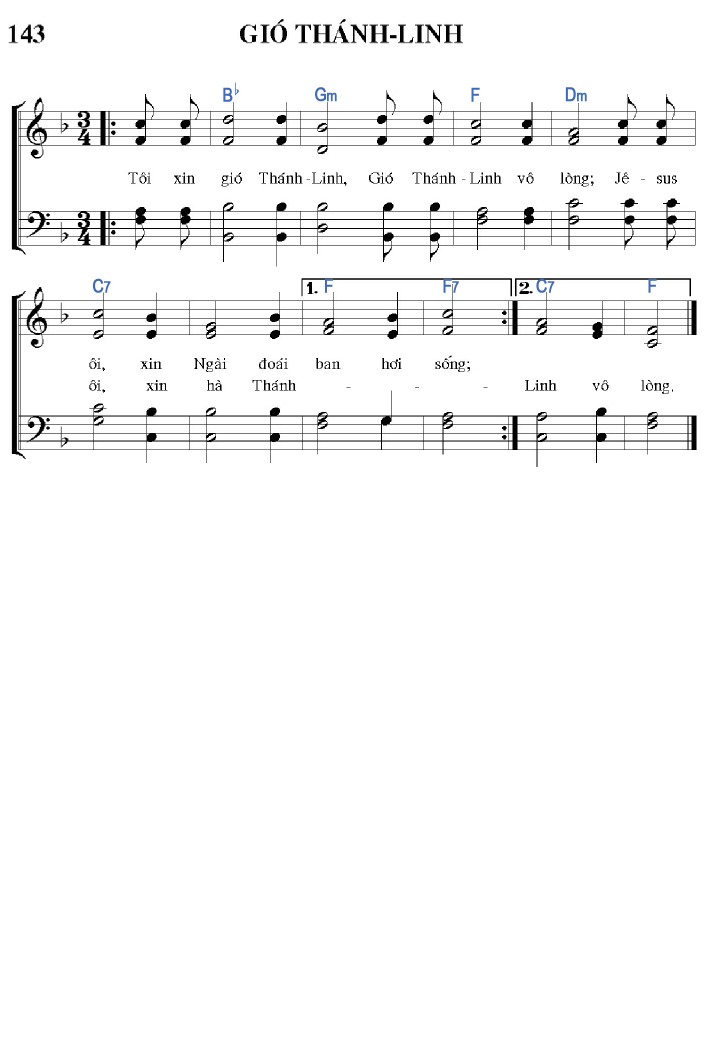 143 GIÓ THÁNH-LINH
B♭ Gm F Dm
3 4
Tôi xin gió Thánh - Linh, Gió Thánh - Linh vô lòng; Jê - sus
3 4
C7 1. F F7 2. C7 F
ôi, xin Ngài đoái ban hơi sống;
ôi, xin hà Thánh - - - - Linh vô lòng.